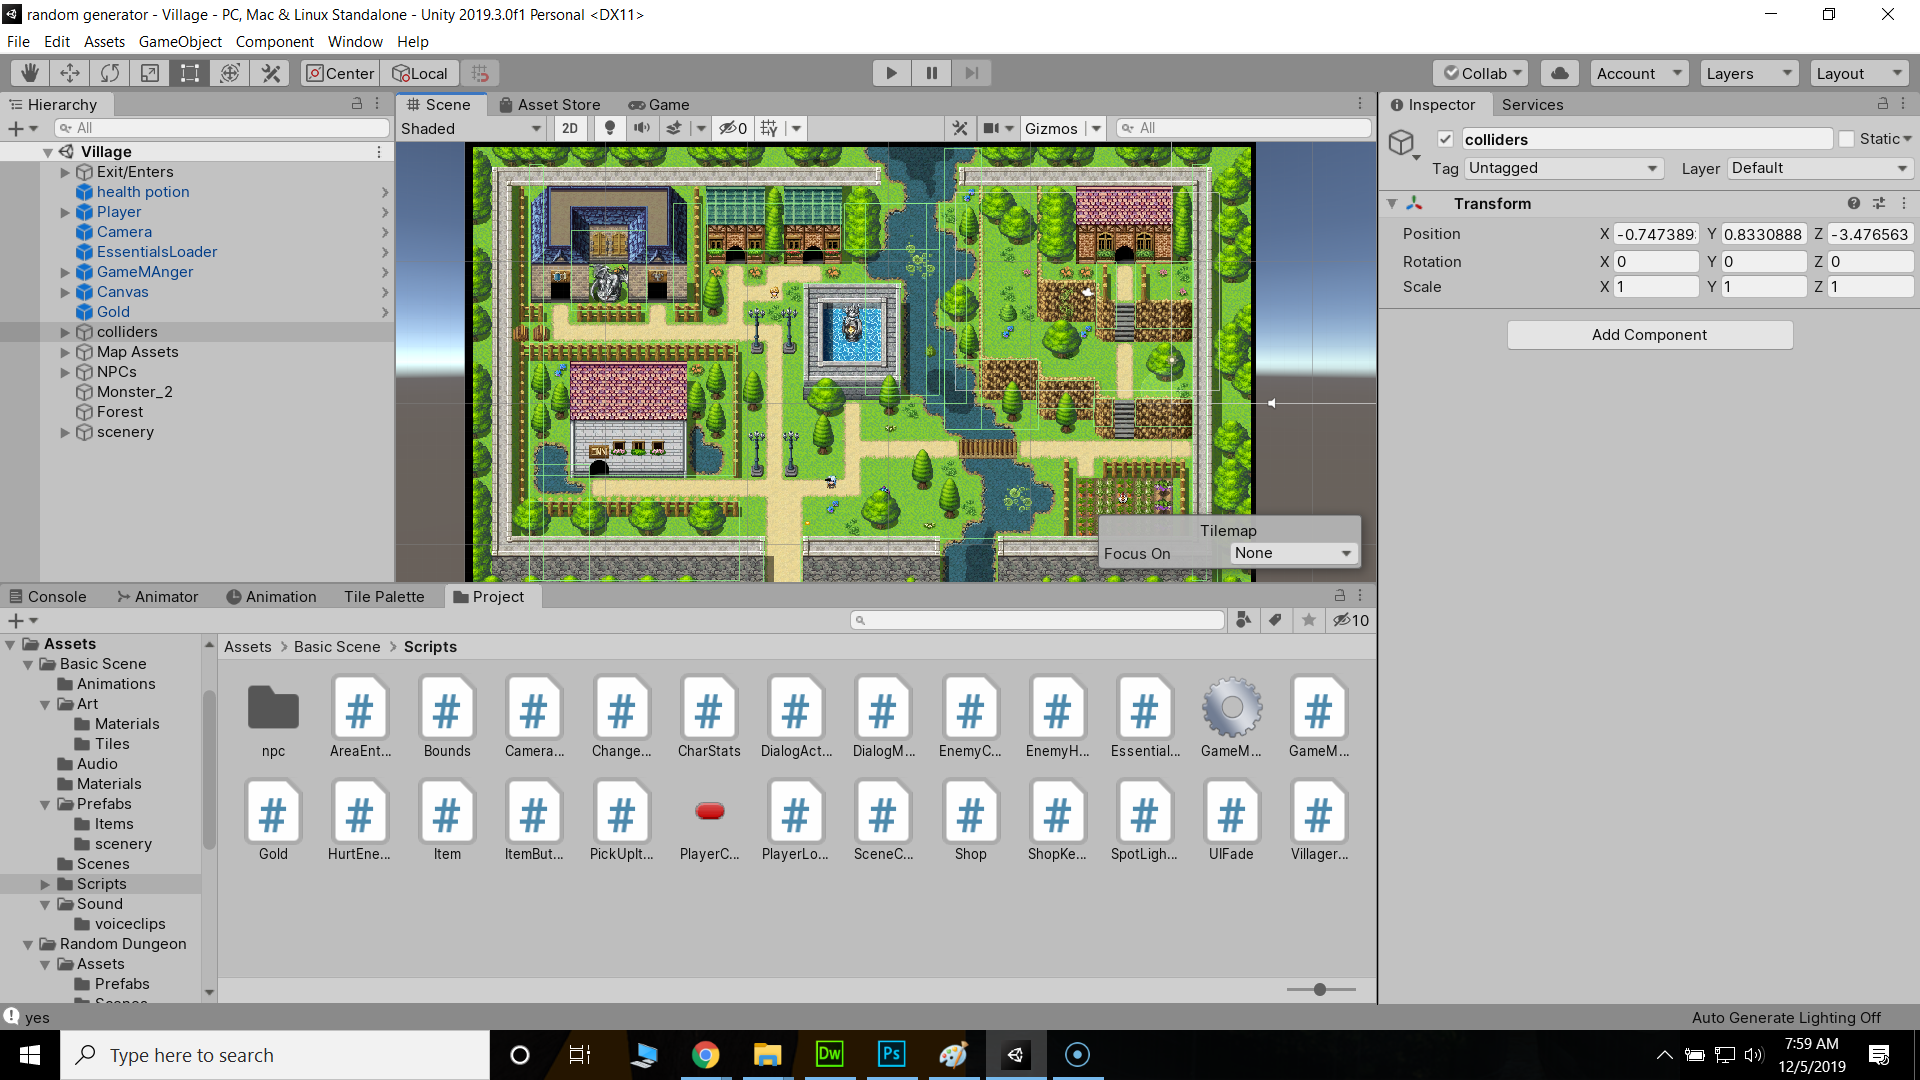 random generator - Village - PC, Mac & Linux Standalone - Unity 2019.3.0f1 Personal <DX11>
File Edit Assets GameObject Component Window Help
Center Local Collab Account Layers Layout
Hierarchy
All
Village
Exit/Enters
health potion
Player
Camera
EssentialsLoader
GameMAnger
Canvas
Gold
colliders
Map Assets
NPCs
Monster_2
Forest
scenery
Scene Asset Store Game
Shaded 2D 0 Gizmos All
Tilemap
Focus On None
Inspector Services
colliders Static
Tag Untagged Layer Default
Transform
Position X -0.747389 Y 0.8330888 Z -3.476563
Rotation X 0 Y 0 Z 0
Scale X 1 Y 1 Z 1
Add Component
Console Animator Animation Tile Palette Project
10
Assets
Basic Scene
Animations
Art
Materials
Tiles
Audio
Materials
Prefabs
Items
scenery
Scenes
Scripts
Sound
voiceclips
Random Dungeon
Assets
Prefabs
Scenes
Assets > Basic Scene > Scripts
npc AreaEnt... Bounds Camera... Change... CharStats DialogAct... DialogM... EnemyC... EnemyH... Essential... GameM... GameM...
Gold HurtEne... Item ItemBut... PickUpIt... PlayerC... PlayerLo... SceneC... Shop ShopKe... SpotLigh... UIFade Villager...
yes
Auto Generate Lighting Off
Type here to search
Dw Ps
7:59 AM
12/5/2019